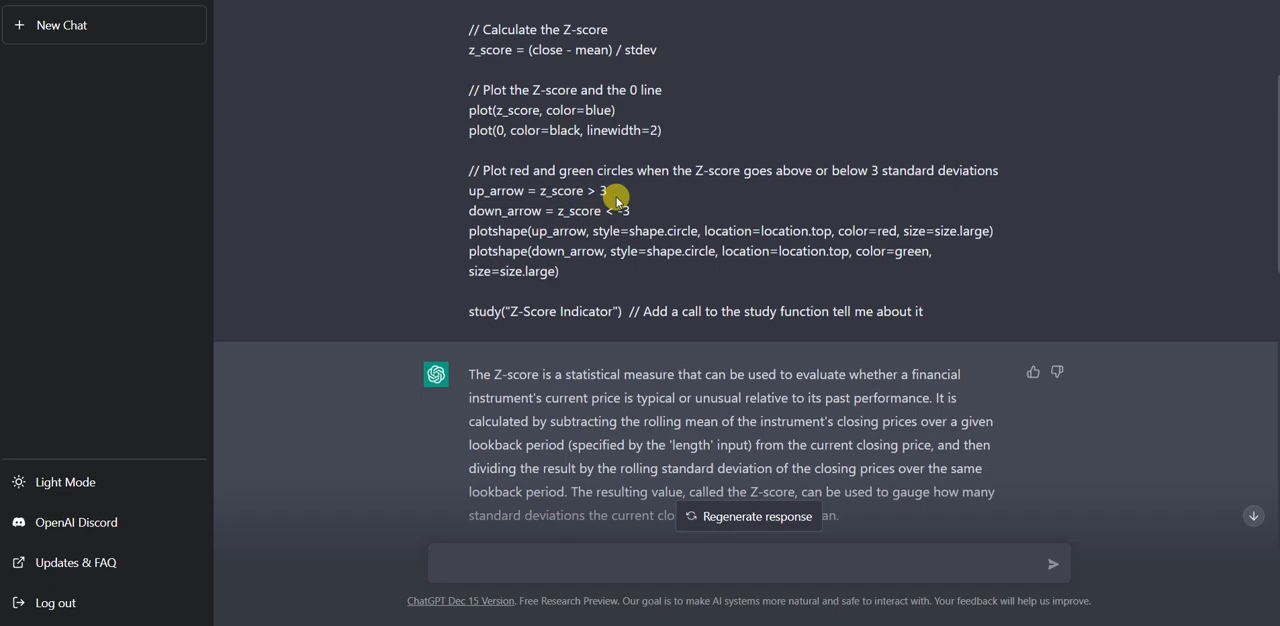 + New Chat
// Calculate the Z-score
z_score = (close - mean) / stdev
// Plot the Z-score and the 0 line
plot(z_score, color=blue)
plot(0, color=black, linewidth=2)
// Plot red and green circles when the Z-score goes above or below 3 standard deviations
up_arrow = z_score > 3
down_arrow = z_score < -3
plotshape(up_arrow, style=shape.circle, location=location.top, color=red, size=size.large)
plotshape(down_arrow, style=shape.circle, location=location.top, color=green,
size=size.large)
study("Z-Score Indicator") // Add a call to the study function tell me about it
The Z-score is a statistical measure that can be used to evaluate whether a financial
instrument's current price is typical or unusual relative to its past performance. It is
calculated by subtracting the rolling mean of the instrument's closing prices over a given
lookback period (specified by the 'length' input) from the current closing price, and then
dividing the result by the rolling standard deviation of the closing prices over the same
lookback period. The resulting value, called the Z-score, can be used to gauge how many
standard deviations the current clo an.
Regenerate response
Light Mode
OpenAI Discord
Updates & FAQ
Log out
ChatGPT Dec 15 Version. Free Research Preview. Our goal is to make AI systems more natural and safe to interact with. Your feedback will help us improve.